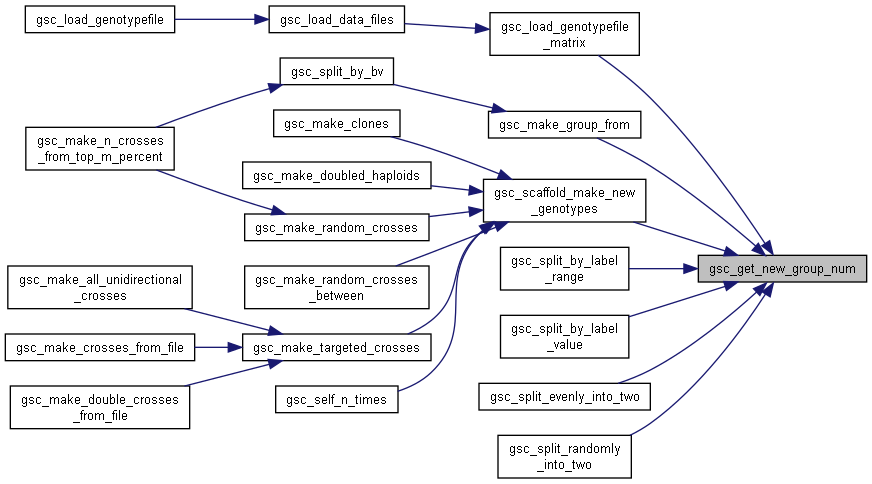 gsc_load_genotypefile
gsc_load_data_files
gsc_load_genotypefile
_matrix
gsc_split_by_bv
gsc_make_group_from
gsc_make_clones
gsc_make_n_crosses
_from_top_m_percent
gsc_make_doubled_haploids
gsc_scaffold_make_new
_genotypes
gsc_make_random_crosses
gsc_split_by_label
_range
gsc_get_new_group_num
gsc_make_all_unidirectional
_crosses
gsc_make_random_crosses
_between
gsc_split_by_label
_value
gsc_make_crosses_from_file
gsc_make_targeted_crosses
gsc_make_double_crosses
_from_file
gsc_self_n_times
gsc_split_evenly_into_two
gsc_split_randomly
_into_two